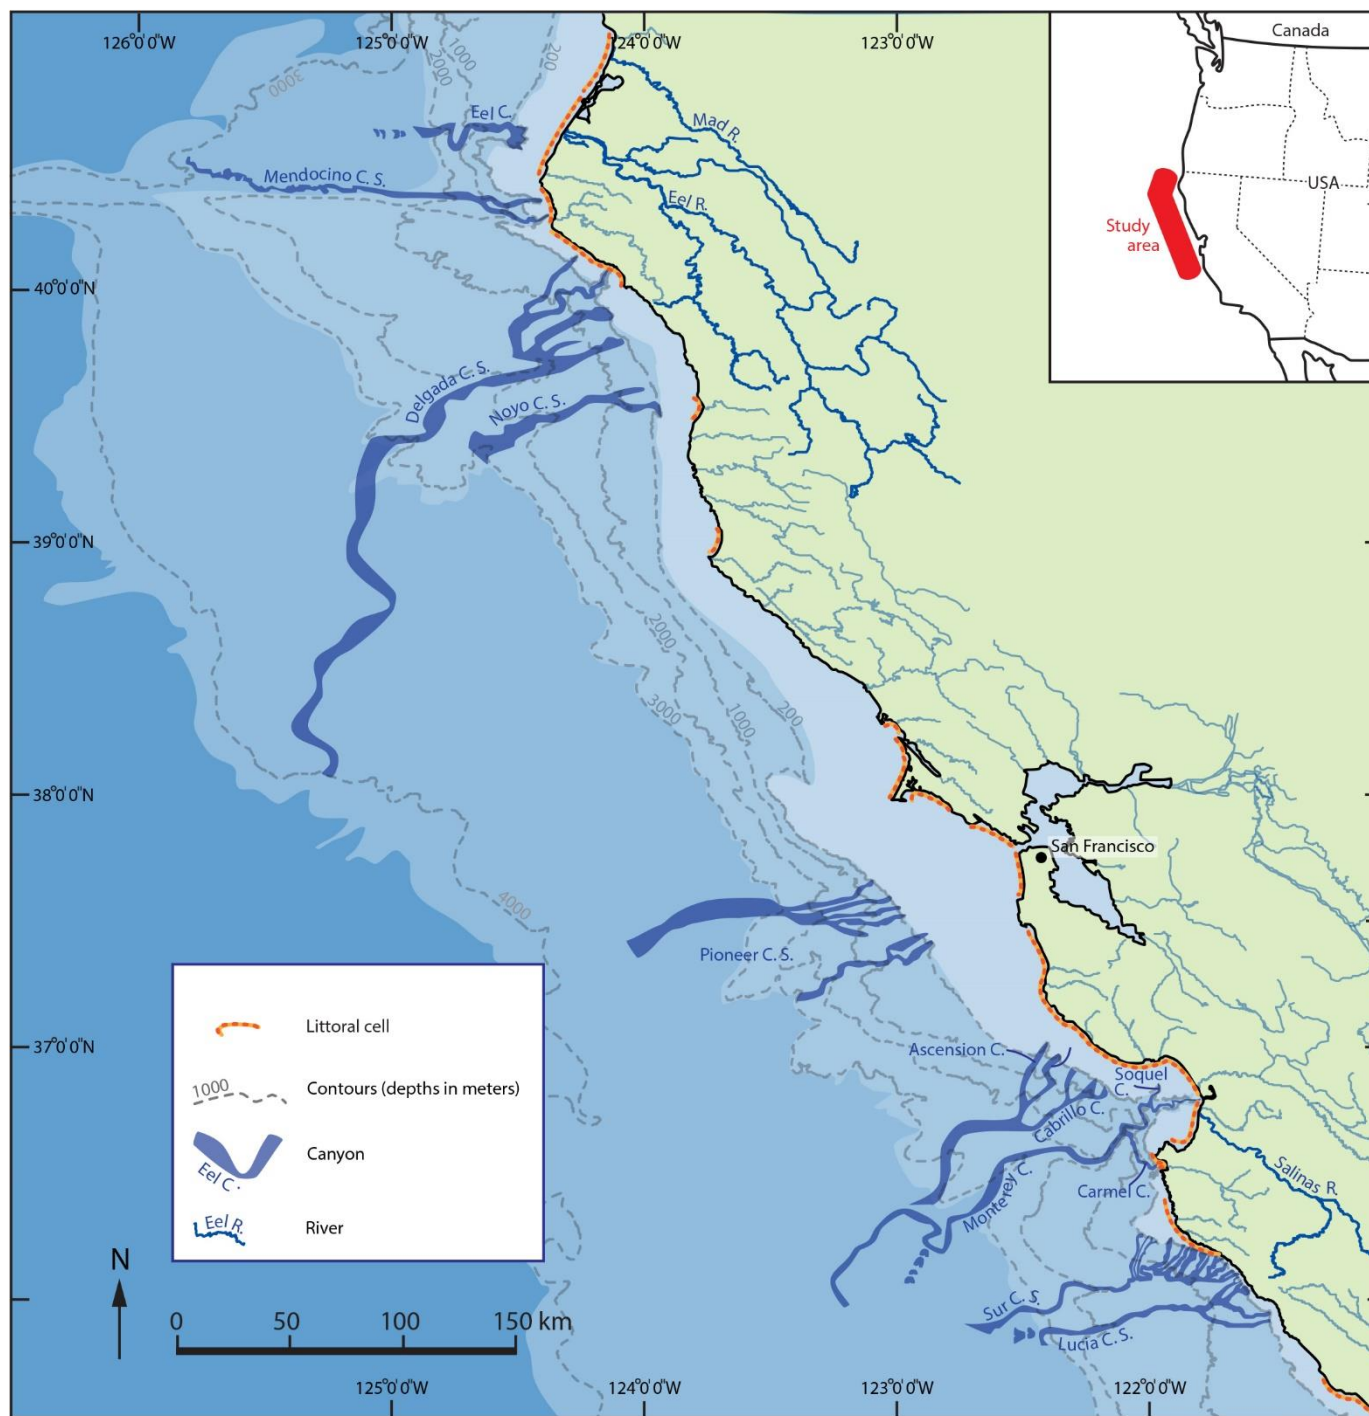 126°0'0"W
125°0'0"W
124°0'0"W
123°0'0"W
Canada
USA
Study
area
3000
2000
1000
200
Eel C.
Mad R.
Mendocino C. S.
Eel R.
40°0'0"N
Delgada C. S.
Noyo C. S.
39°0'0"N
2000
3000
1000
200
38°0'0"N
San Francisco
4000
Pioneer C. S.
37°0'0"N
Ascension C.
Soquel
C.
Cabrillo C.
Monterey C.
Carmel C.
Salinas R.
Sur C. S.
Lucia C. S.
Littoral cell
1000
Contours (depths in meters)
Eel C.
Canyon
Eel R.
River
N
0
50
100
150 km
125°0'0"W
124°0'0"W
123°0'0"W
122°0'0"W